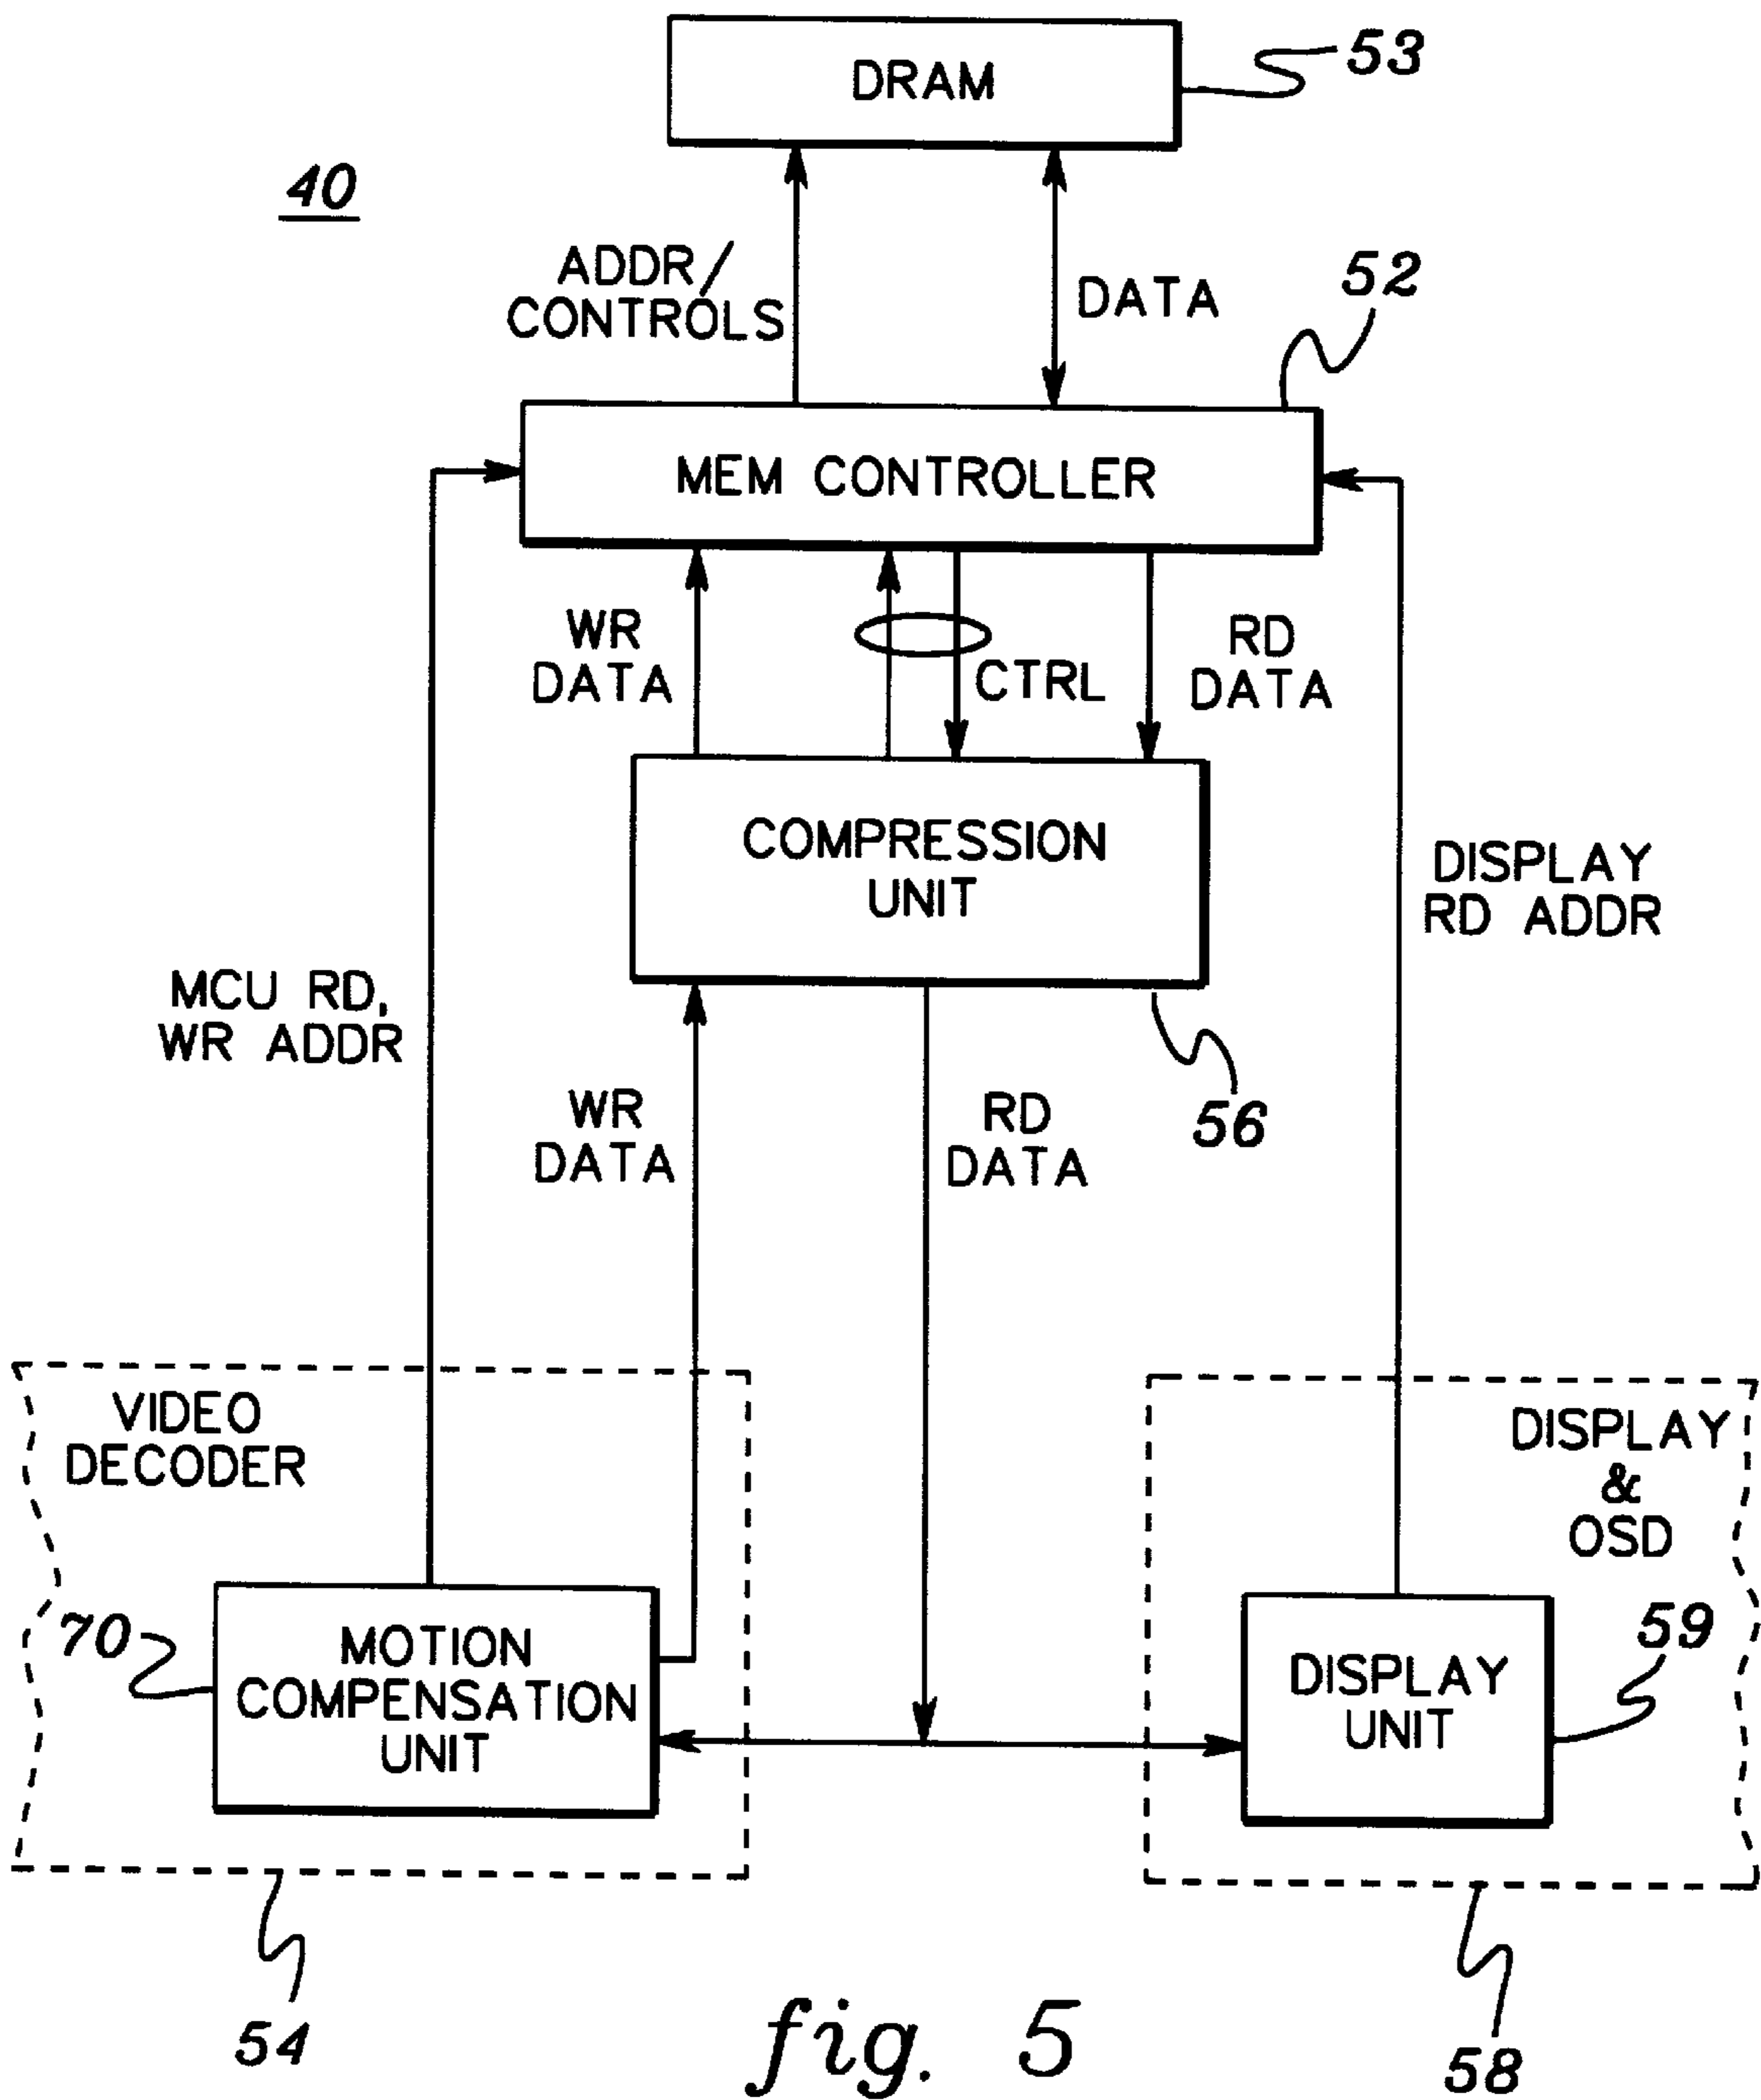 DRAM
53
40
ADDR/
CONTROLS
DATA
52
MEM CONTROLLER
WR
DATA
CTRL
RD
DATA
COMPRESSION
UNIT
DISPLAY
RD ADDR
MCU RD,
WR ADDR
WR
DATA
RD
DATA
56
VIDEO
DECODER
DISPLAY
&
OSD
70
MOTION
COMPENSATION
UNIT
DISPLAY
UNIT
59
54
fig. 5
58